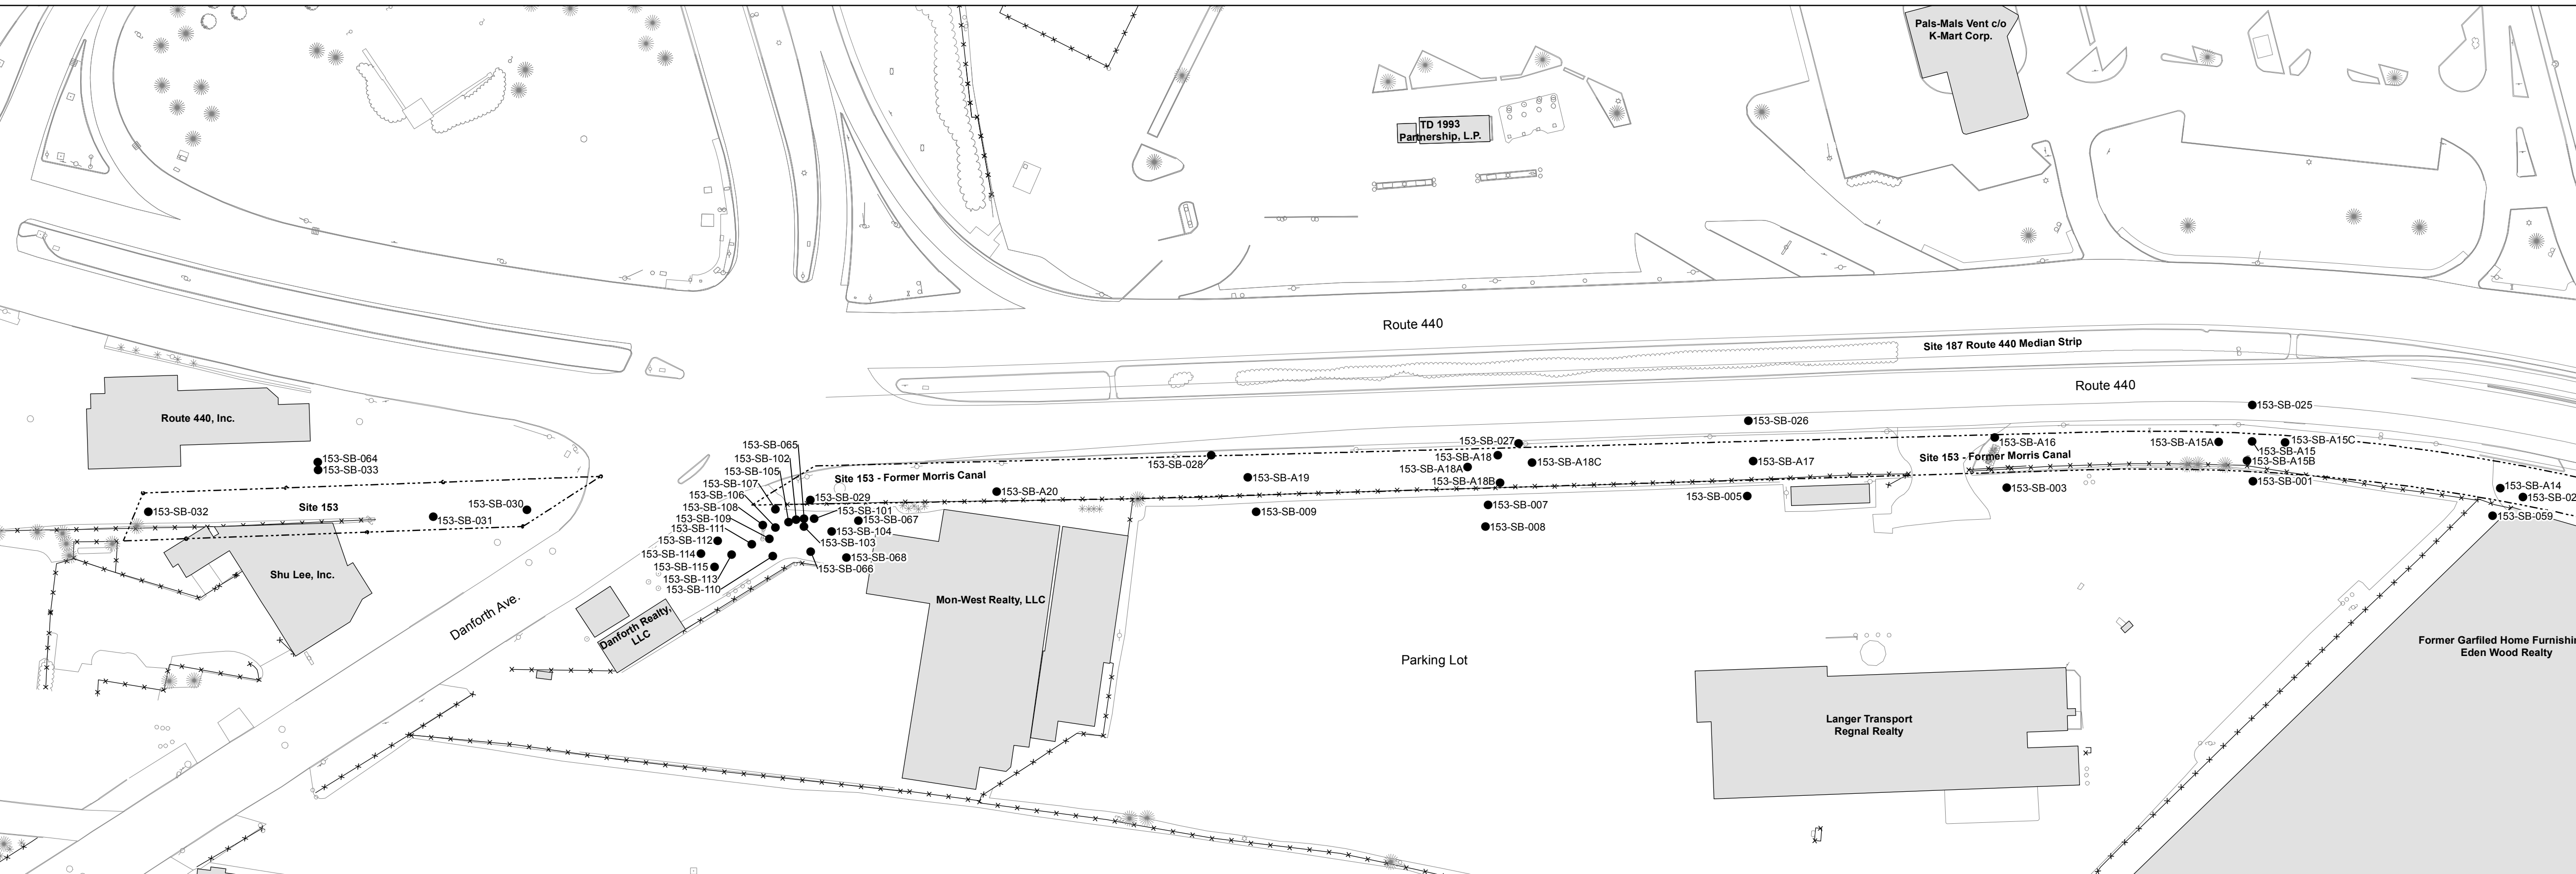 Pals-Mals Vent c/o
K-Mart Corp.
TD 1993
Partnership, L.P.
Route 440
Site 187 Route 440 Median Strip
Route 440
153-SB-025
Route 440, Inc.
153-SB-026
153-SB-065
153-SB-027
153-SB-A16
153-SB-A15A
153-SB-A15C
153-SB-A15
153-SB-A15B
153-SB-064
153-SB-033
153-SB-102
153-SB-105
153-SB-107
153-SB-106
153-SB-108
153-SB-109
153-SB-111
153-SB-112
153-SB-114
153-SB-115
153-SB-113
153-SB-110
Site 153 - Former Morris Canal
153-SB-028
153-SB-A19
153-SB-A18
153-SB-A18A
153-SB-A18C
153-SB-A18B
153-SB-A17
Site 153 - Former Morris Canal
153-SB-029
153-SB-A20
153-SB-101
153-SB-067
153-SB-104
153-SB-103
153-SB-068
153-SB-066
153-SB-009
153-SB-007
153-SB-008
153-SB-005
153-SB-003
153-SB-001
153-SB-A14
153-SB-02
153-SB-059
153-SB-032
Site 153
153-SB-030
153-SB-031
Shu Lee, Inc.
Danforth Ave.
Danforth Realty,
LLC
Mon-West Realty, LLC
Parking Lot
Former Garfiled Home Furnishin
Eden Wood Realty
Langer Transport
Regnal Realty